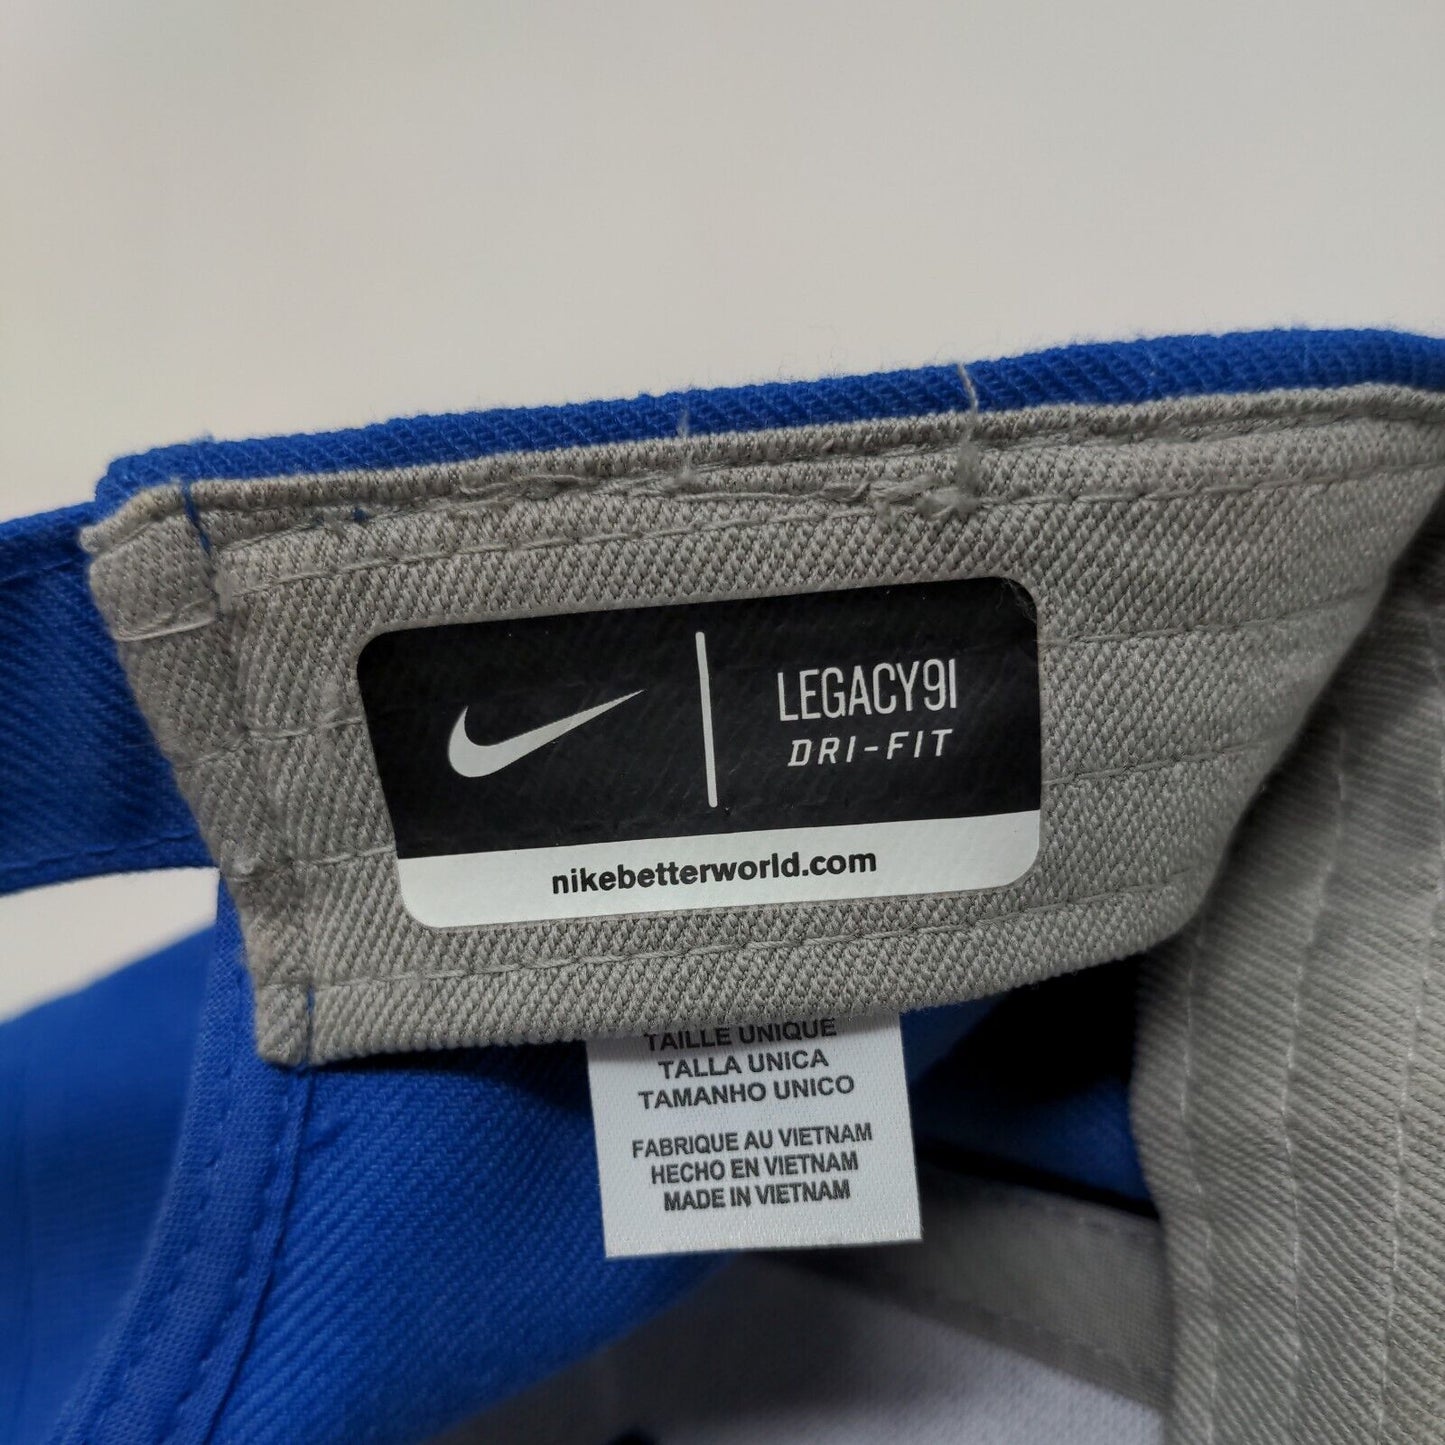 LEGACY91
DRI-FIT
nikebetterworld.com
TAILLE UNIQUE
TALLA UNICA
TAMANHO UNICO
FABRIQUE AU VIETNAM
HECHO EN VIETNAM
MADE IN VIETNAM